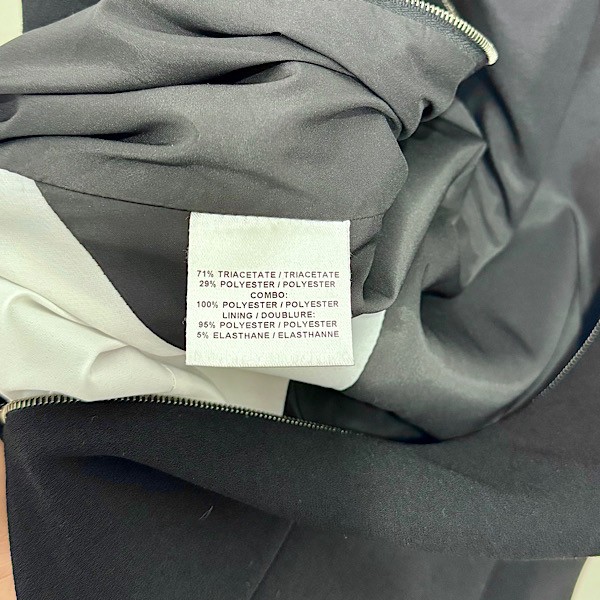 71% TRIACETATE / TRIACETATE
29% POLYESTER / POLYESTER
COMBO:
100% POLYESTER / POLYESTER
LINING / DOUBLURE:
95% POLYESTER / POLYESTER
5% ELASTHANE / ELASTHANNE